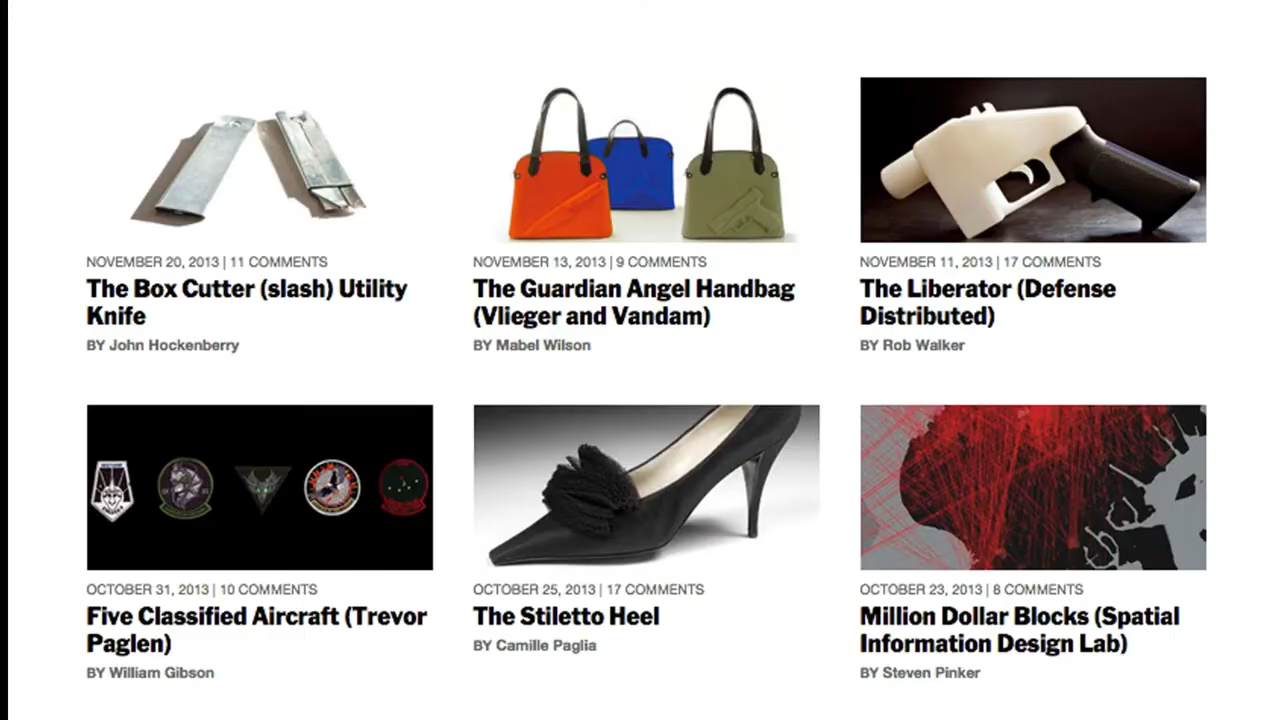 NOVEMBER 20, 2013 | 11 COMMENTS
The Box Cutter (slash) Utility
Knife
BY John Hockenberry
NOVEMBER 13, 2013 | 9 COMMENTS
The Guardian Angel Handbag
(Vlieger and Vandam)
BY Mabel Wilson
NOVEMBER 11, 2013 | 17 COMMENTS
The Liberator (Defense
Distributed)
BY Rob Walker
OCTOBER 31, 2013 | 10 COMMENTS
Five Classified Aircraft (Trevor
Paglen)
BY William Gibson
OCTOBER 25, 2013 | 17 COMMENTS
The Stiletto Heel
BY Camille Paglia
OCTOBER 23, 2013 | 8 COMMENTS
Million Dollar Blocks (Spatial
Information Design Lab)
BY Steven Pinker